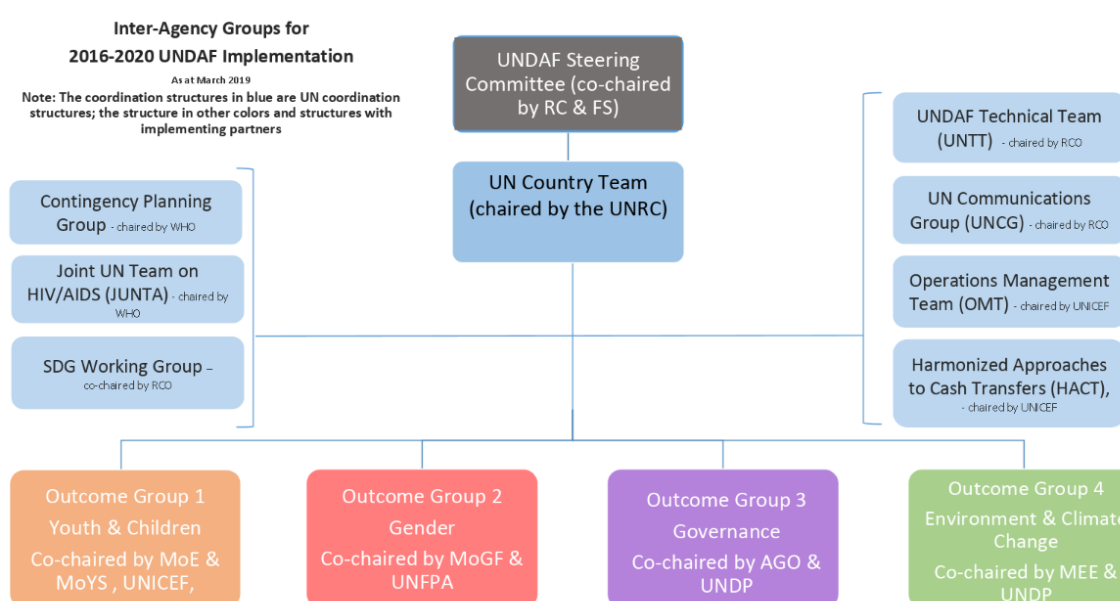 Inter-Agency Groups for
2016-2020 UNDAF Implementation
As at March 2019
Note: The coordination structures in blue are UN coordination
structures; the structure in other colors and structures with
implementing partners
UNDAF Steering
Committee (co-chaired
by RC & FS)
UN Country Team
(chaired by the UNRC)
Contingency Planning
Group - chaired by WHO
Joint UN Team on
HIV/AIDS (JUNTA) - chaired by
WHO
SDG Working Group –
co-chaired by RCO
UNDAF Technical Team
(UNTT) - chaired by RCO
UN Communications
Group (UNCG) - chaired by RCO
Operations Management
Team (OMT) - chaired by UNICEF
Harmonized Approaches
to Cash Transfers (HACT),
- chaired by UNICEF
Outcome Group 1
Youth & Children
Co-chaired by MoE &
MoYS , UNICEF,
Outcome Group 2
Gender
Co-chaired by MoGF &
UNFPA
Outcome Group 3
Governance
Co-chaired by AGO &
UNDP
Outcome Group 4
Environment & Climate
Change
Co-chaired by MEE &
UNDP